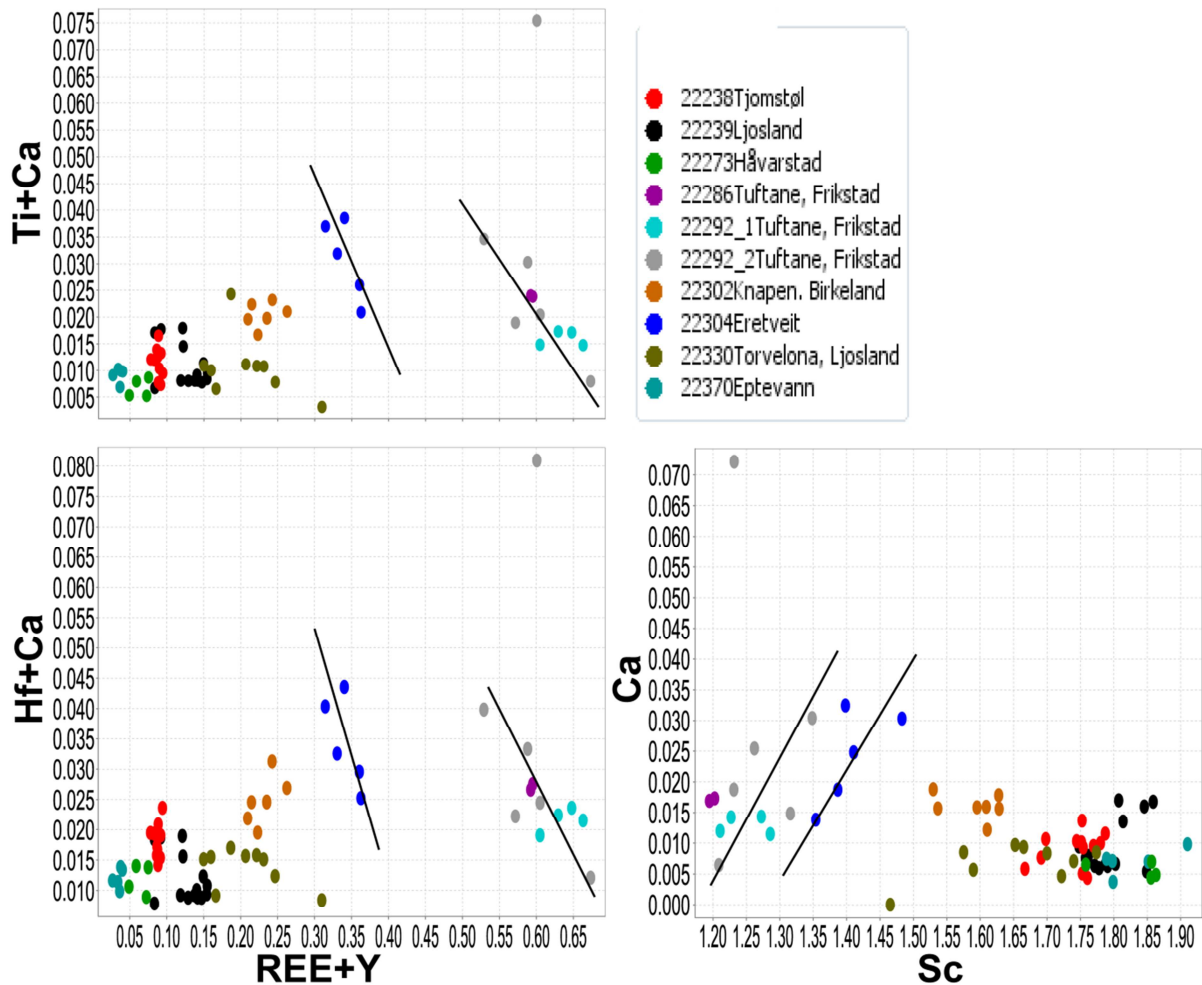 Ti+Ca
0.075
0.070
0.065
0.060
0.055
0.050
0.045
0.040
0.035
0.030
0.025
0.020
0.015
0.010
0.005
22238Tjomstøl
22239Ljosland
22273Håvarstad
22286Tuftane, Frikstad
22292_1Tuftane, Frikstad
22292_2Tuftane, Frikstad
22302Knapen. Birkeland
22304Eretveit
22330Torvelona, Ljosland
22370Eptevann
Hf+Ca
0.080
0.075
0.070
0.065
0.060
0.055
0.050
0.045
0.040
0.035
0.030
0.025
0.020
0.015
0.010
0.05 0.10 0.15 0.20 0.25 0.30 0.35 0.40 0.45 0.50 0.55 0.60 0.65
REE+Y
Ca
0.070
0.065
0.060
0.055
0.050
0.045
0.040
0.035
0.030
0.025
0.020
0.015
0.010
0.005
0.000
1.20 1.25 1.30 1.35 1.40 1.45 1.50 1.55 1.60 1.65 1.70 1.75 1.80 1.85 1.90
Sc